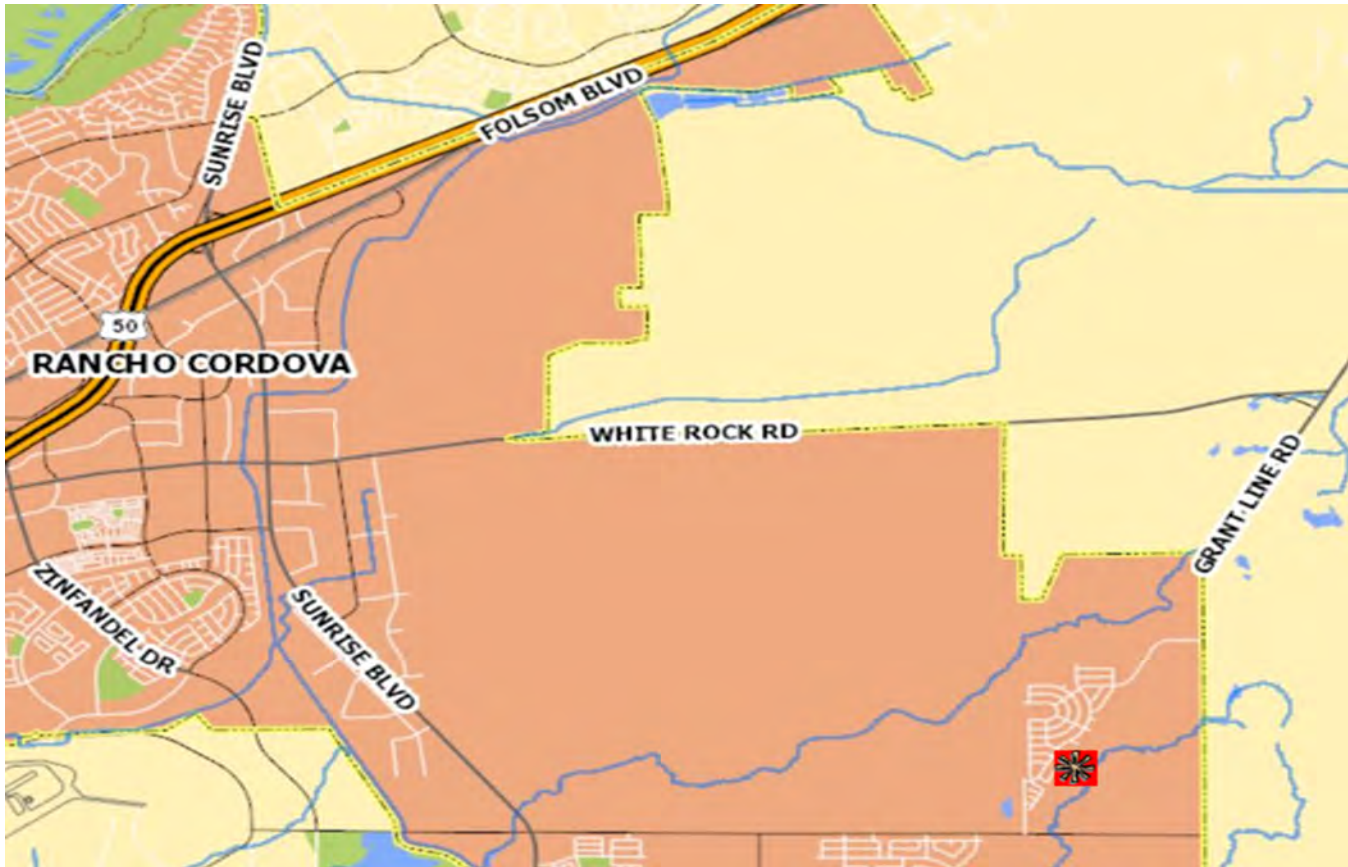 SUNRISE BLVD
FOLSOM BLVD
50
RANCHO CORDOVA
WHITE ROCK RD
GRANT LINE RD
ZINFANDEL DR
SUNRISE BLVD